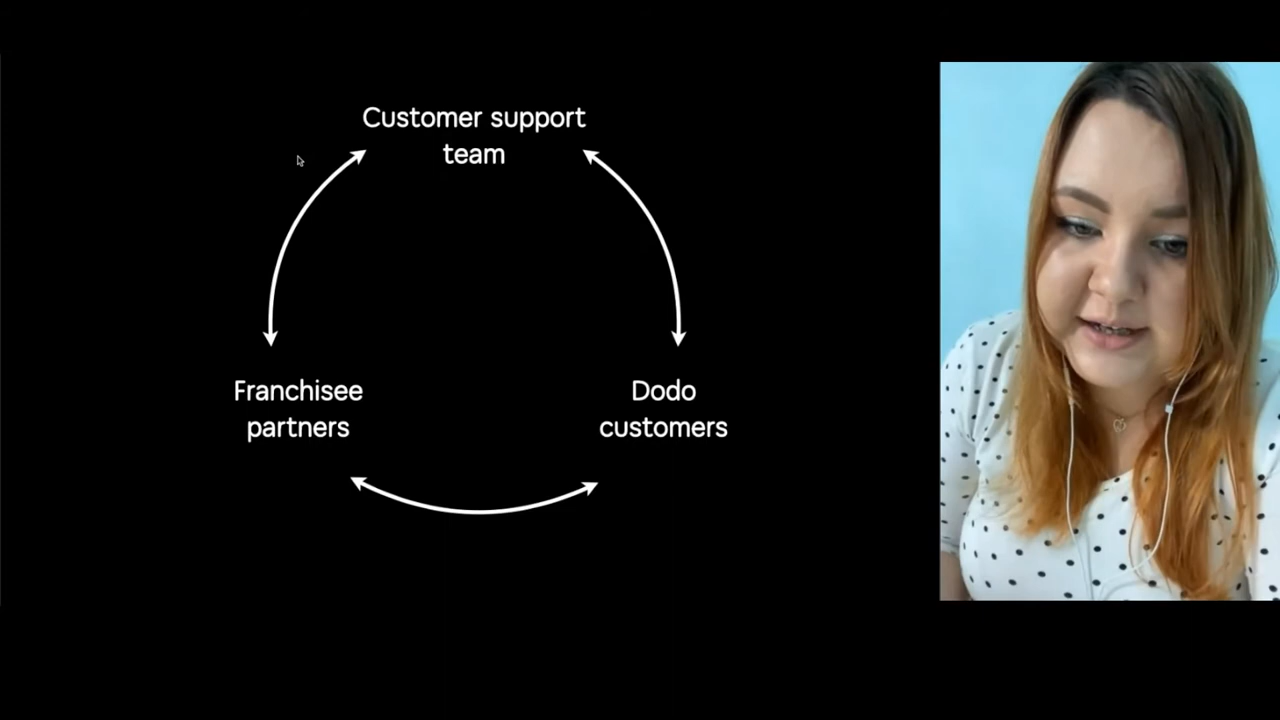 Customer support
team
Franchisee
partners
Dodo
customers